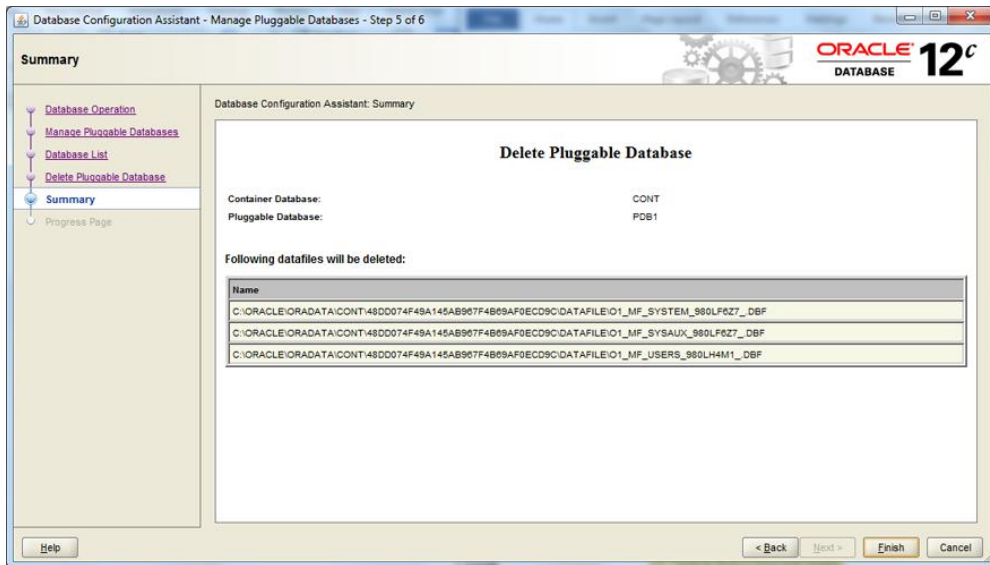 Database Configuration Assistant - Manage Pluggable Databases - Step 5 of 6
Summary
ORACLE
DATABASE
12c
Database Operation
Manage Pluggable Databases
Database List
Delete Pluggable Database
Summary
Progress Page
Database Configuration Assistant: Summary
Delete Pluggable Database
Container Database: CONT
Pluggable Database: PDB1
Following datafiles will be deleted:
Name
C:\ORACLE\ORADATA\CONT\48DD074F49A145AB967F4B69AF0ECD9C\DATAFILE\O1_MF_SYSTEM_980LF6Z7_.DBF
C:\ORACLE\ORADATA\CONT\48DD074F49A145AB967F4B69AF0ECD9C\DATAFILE\O1_MF_SYSAUX_980LF6Z7_.DBF
C:\ORACLE\ORADATA\CONT\48DD074F49A145AB967F4B69AF0ECD9C\DATAFILE\O1_MF_USERS_980LH4M1_.DBF
Help
< Back Next > Finish Cancel